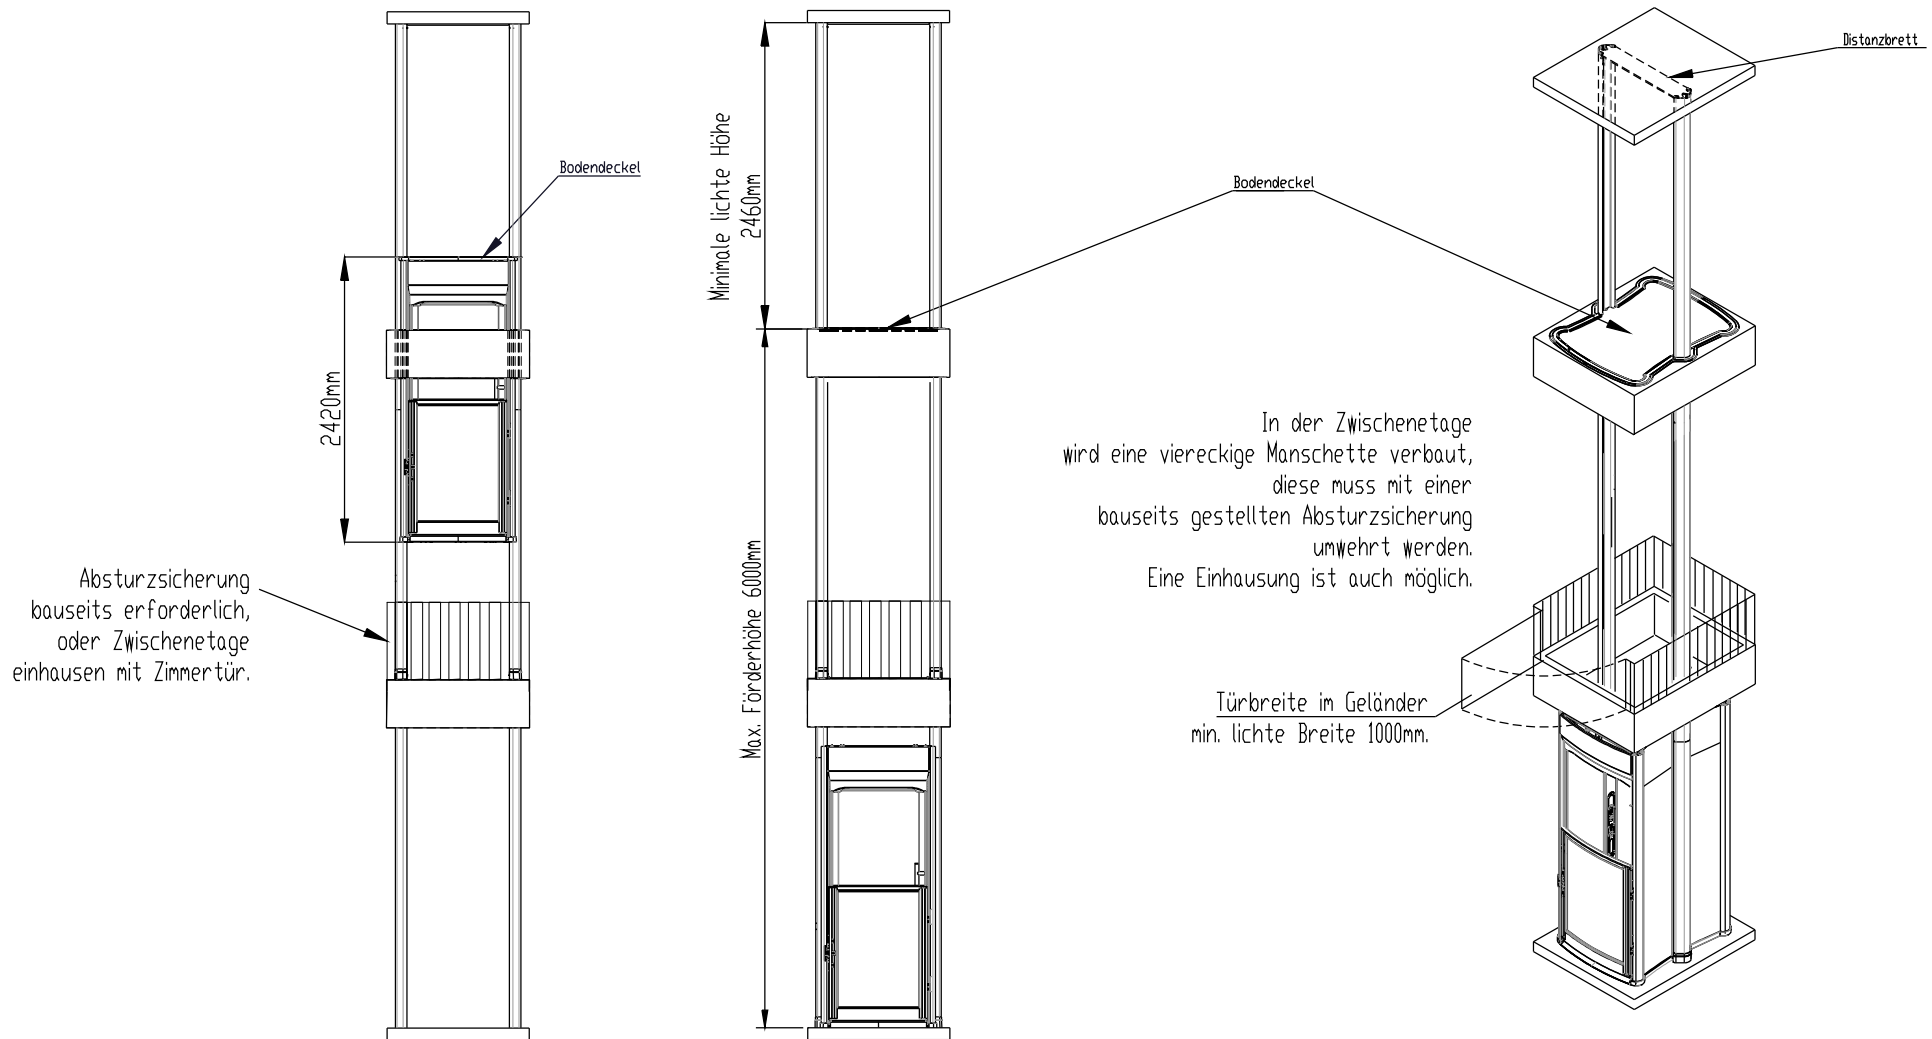 Distanzbrett
Bodendeckel
Bodendeckel
Minimale lichte Höhe
2460mm
2420mm
Max. Förderhöhe 6000mm
In der Zwischenetage
wird eine viereckige Manschette verbaut,
diese muss mit einer
bauseits gestellten Absturzsicherung
umwehrt werden.
Eine Einhausung ist auch möglich.
Absturzsicherung
bauseits erforderlich,
oder Zwischenetage
einhausen mit Zimmertür.
Türbreite im Geländer
min. lichte Breite 1000mm.